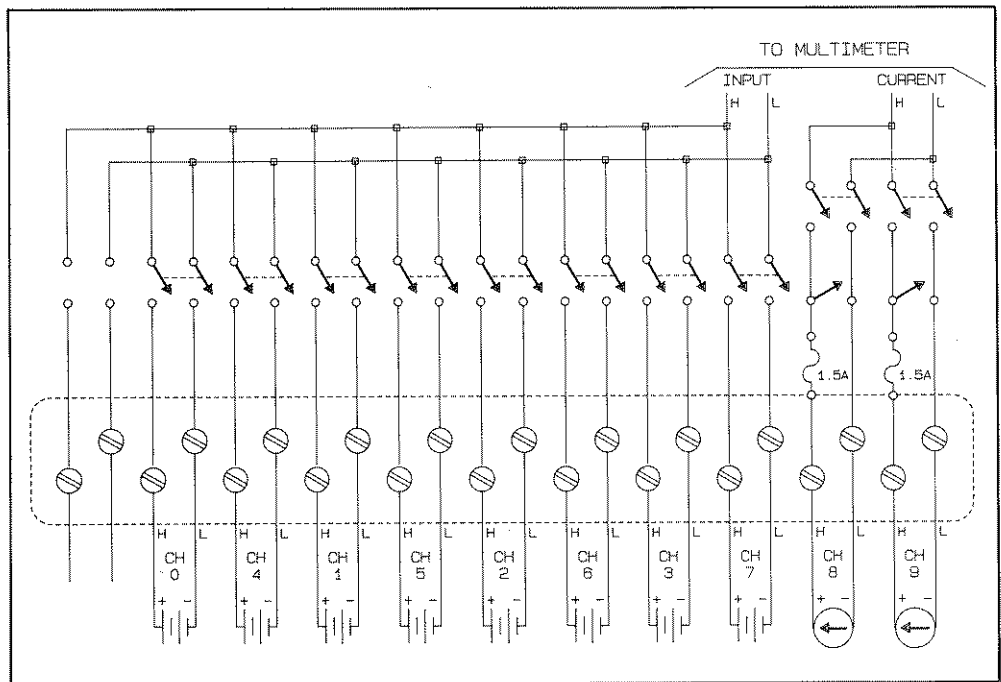 TO MULTIMETER
INPUT CURRENT
H L H L
1.5A 1.5A
H L H L H L H L H L H L H L H L H L H L
CH CH CH CH CH CH CH CH CH CH
0 4 1 5 2 6 3 7 8 9
+ - + - + - + - + - + - + - + - + - + -